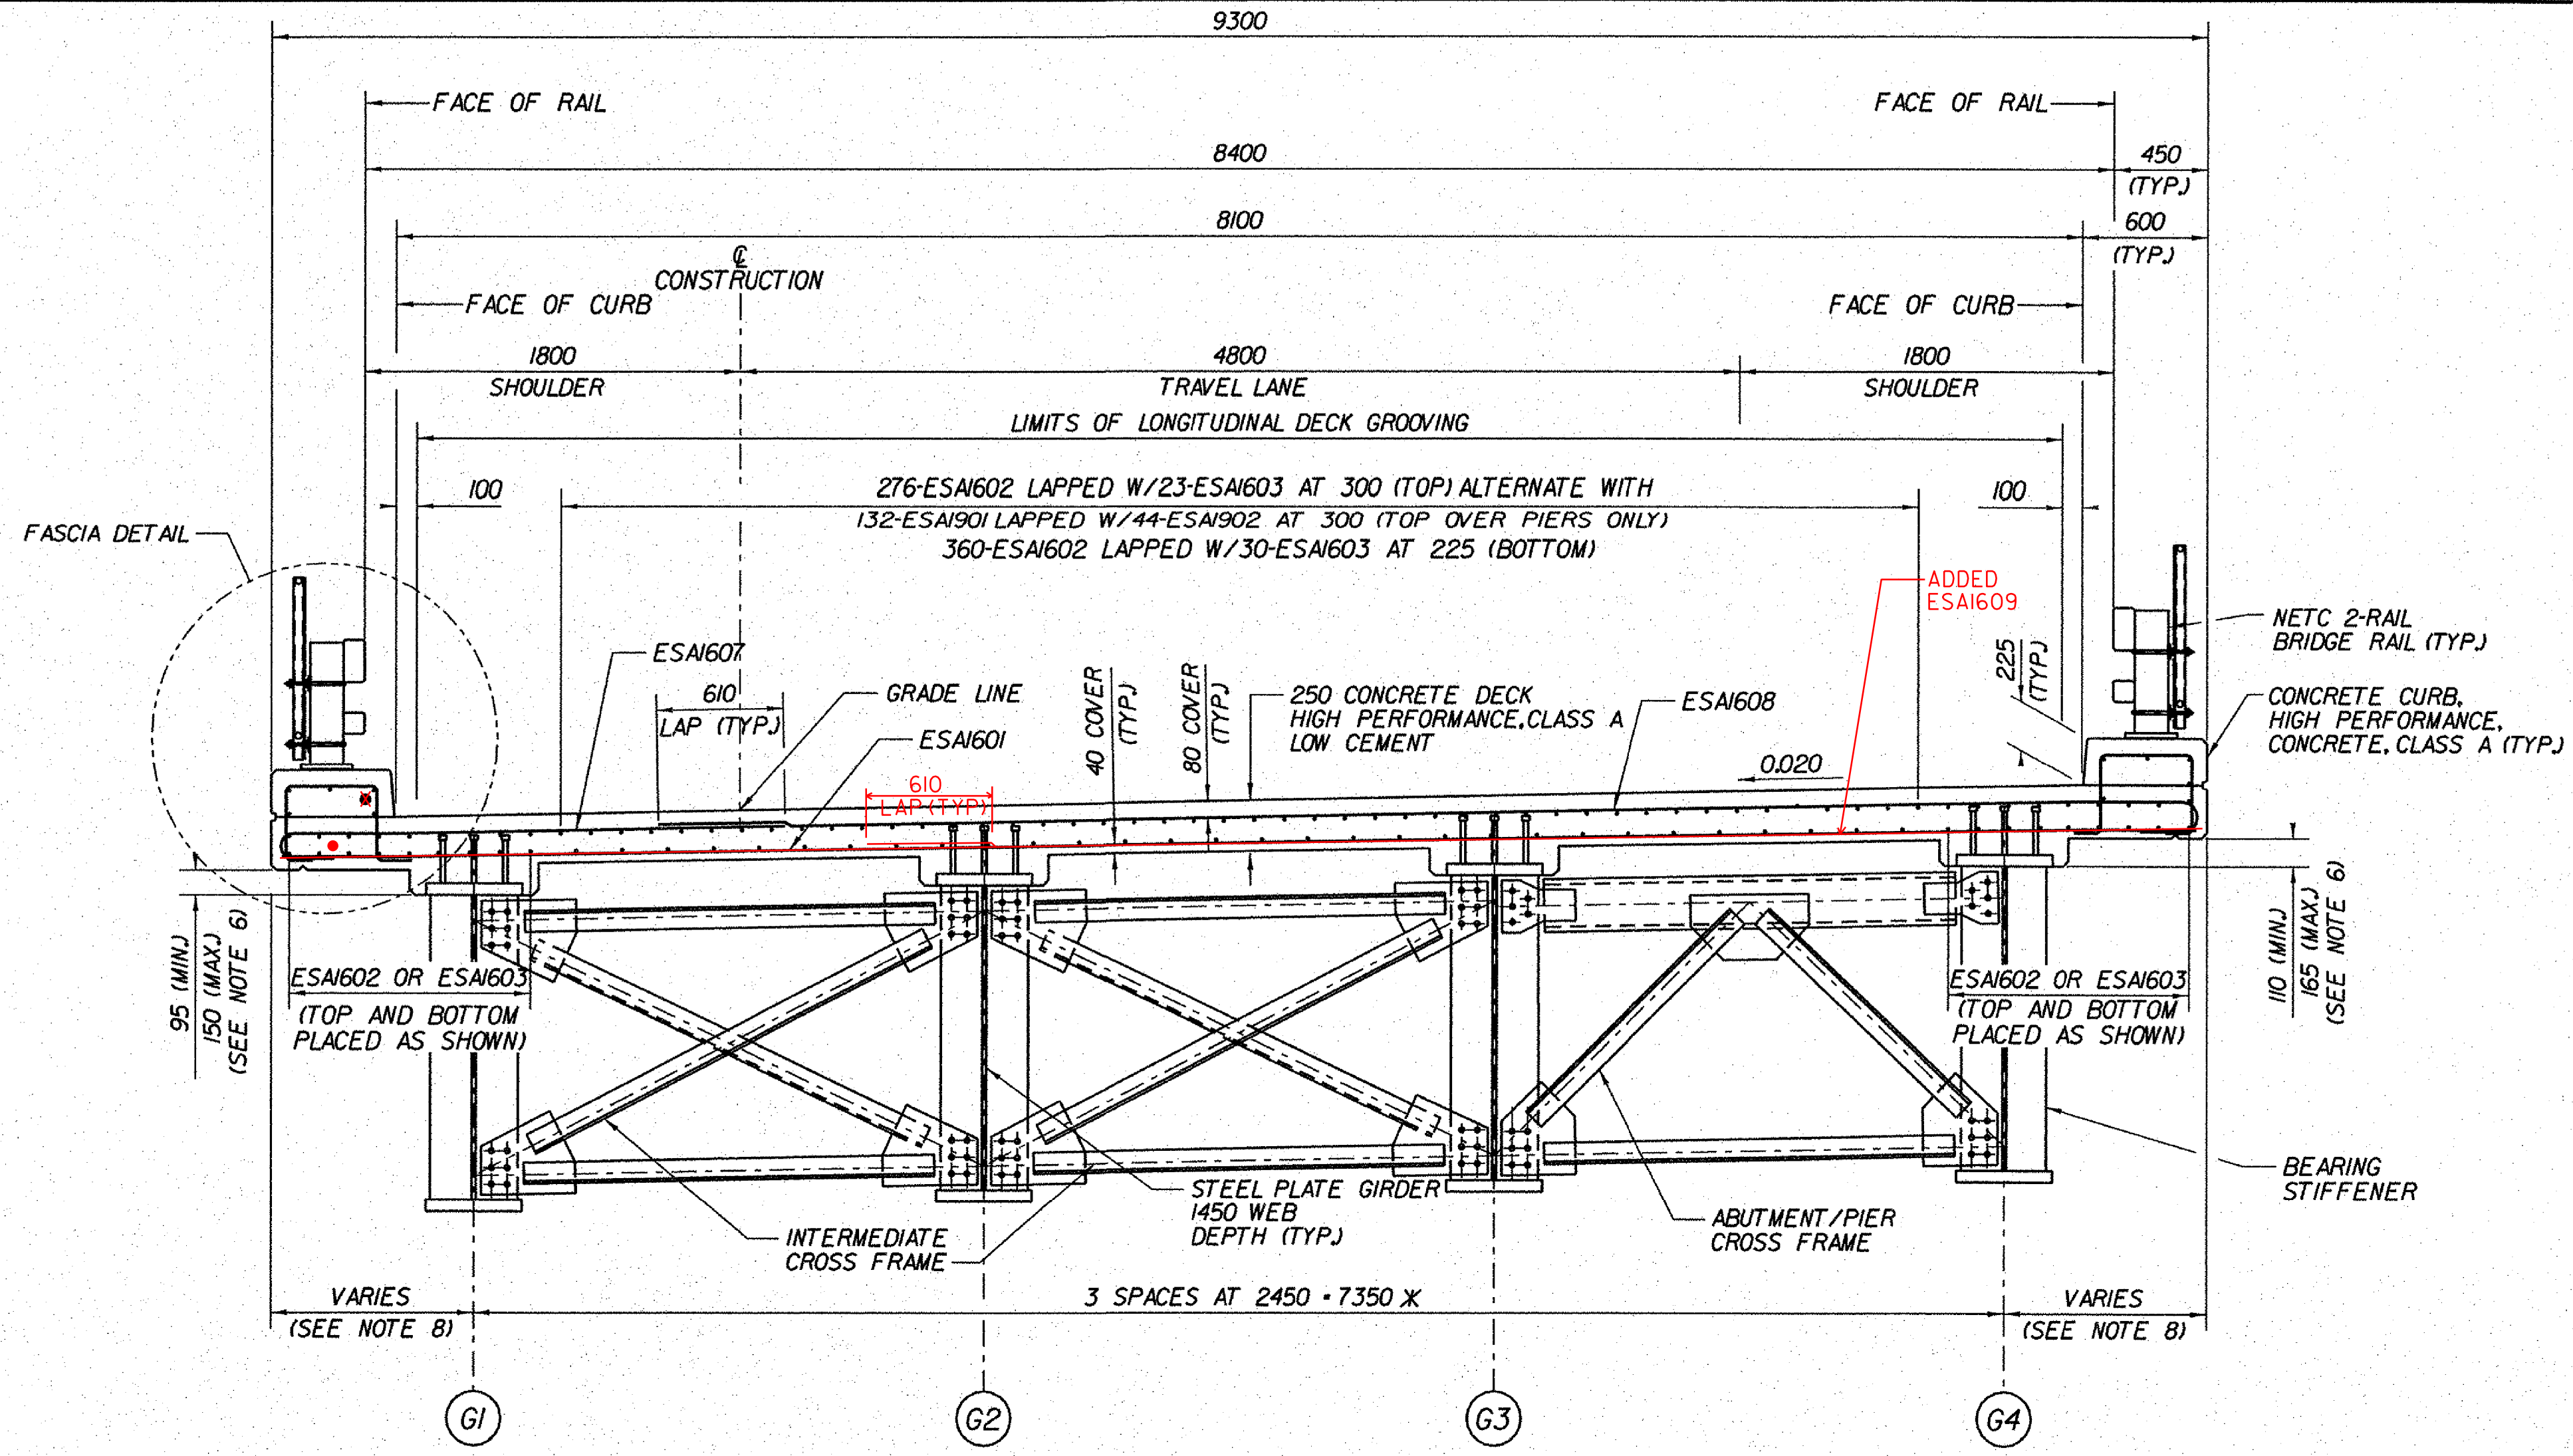 9300
FACE OF RAIL
FACE OF RAIL
8400
450
(TYP.)
8100
600
(TYP.)
℄
CONSTRUCTION
FACE OF CURB
FACE OF CURB
1800
SHOULDER
4800
TRAVEL LANE
1800
SHOULDER
LIMITS OF LONGITUDINAL DECK GROOVING
100
276-ESA1602 LAPPED W/23-ESA1603 AT 300 (TOP) ALTERNATE WITH
132-ESA1901 LAPPED W/44-ESA1902 AT 300 (TOP OVER PIERS ONLY)
360-ESA1602 LAPPED W/30-ESA1603 AT 225 (BOTTOM)
100
FASCIA DETAIL
ADDED
ESA1609
NETC 2-RAIL
BRIDGE RAIL (TYP.)
ESA1607
610
LAP (TYP.)
GRADE LINE
ESA1601
40 COVER
(TYP.)
80 COVER
(TYP.)
250 CONCRETE DECK
HIGH PERFORMANCE, CLASS A
LOW CEMENT
ESA1608
225
(TYP.)
CONCRETE CURB,
HIGH PERFORMANCE,
CONCRETE, CLASS A (TYP.)
0.020
610
LAP (TYP)
95 (MIN.)
150 (MAX.)
(SEE NOTE 6)
ESA1602 OR ESA1603
(TOP AND BOTTOM
PLACED AS SHOWN)
ESA1602 OR ESA1603
(TOP AND BOTTOM
PLACED AS SHOWN)
110 (MIN.)
165 (MAX.)
(SEE NOTE 6)
INTERMEDIATE
CROSS FRAME
STEEL PLATE GIRDER
1450 WEB
DEPTH (TYP.)
ABUTMENT/PIER
CROSS FRAME
BEARING
STIFFENER
VARIES
(SEE NOTE 8)
3 SPACES AT 2450 = 7350 Ж
VARIES
(SEE NOTE 8)
G1
G2
G3
G4